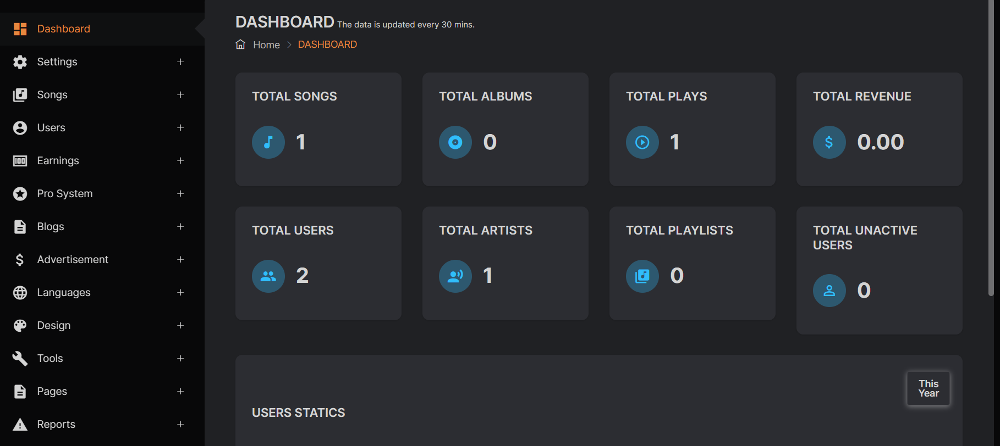 Dashboard
Settings
Songs
Users
Earnings
Pro System
Blogs
Advertisement
Languages
Design
Tools
Pages
Reports
DASHBOARD The data is updated every 30 mins.
Home > DASHBOARD
TOTAL SONGS
1
TOTAL ALBUMS
0
TOTAL PLAYS
1
TOTAL REVENUE
$ 0.00
TOTAL USERS
2
TOTAL ARTISTS
1
TOTAL PLAYLISTS
0
TOTAL UNACTIVE
USERS
0
This
Year
USERS STATICS